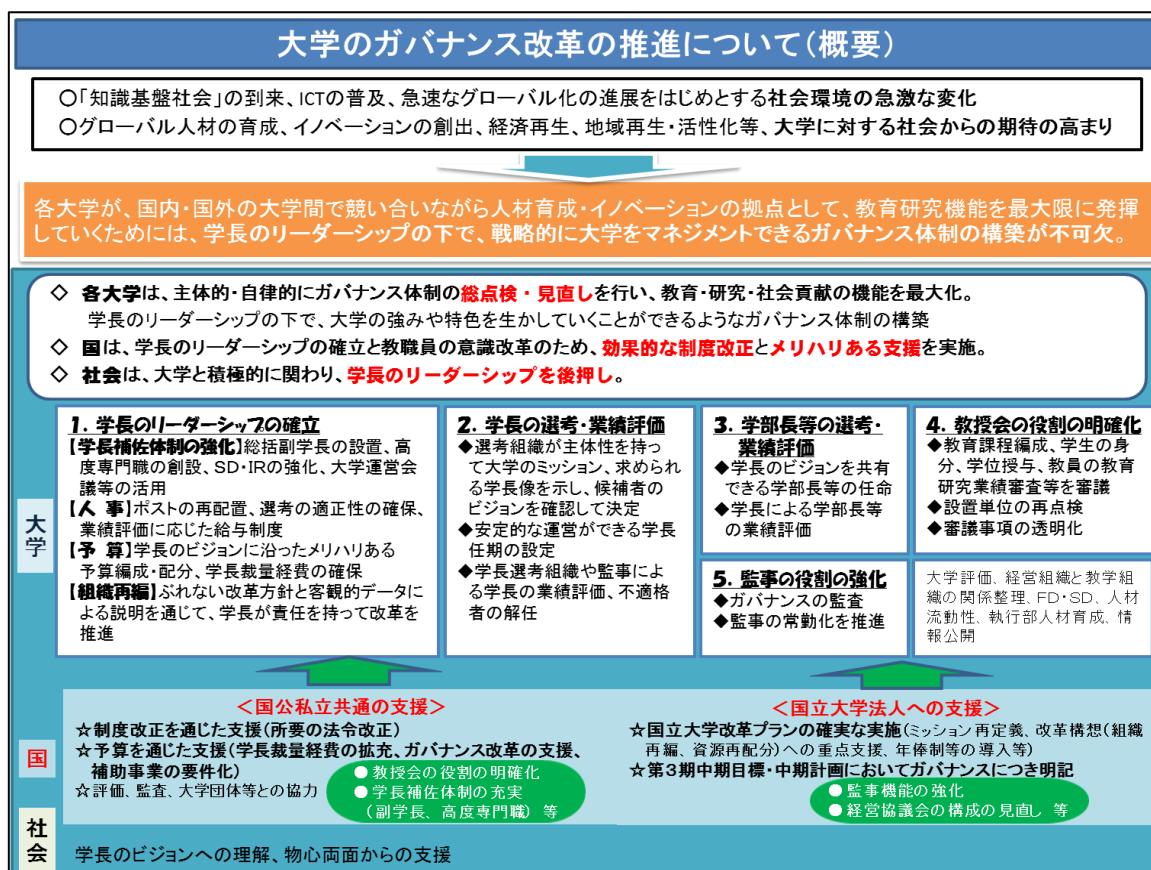 大学のガバナンス改革の推進について(概要)
○「知識基盤社会」の到来、ICTの普及、急速なグローバル化の進展をはじめとする社会環境の急激な変化
○グローバル人材の育成、イノベーションの創出、経済再生、地域再生・活性化等、大学に対する社会からの期待の高まり
各大学が、国内・国外の大学間で競い合いながら人材育成・イノベーションの拠点として、教育研究機能を最大限に発揮
していくためには、学長のリーダーシップの下で、戦略的に大学をマネジメントできるガバナンス体制の構築が不可欠。
◇ 各大学は、主体的・自律的にガバナンス体制の総点検・見直しを行い、教育・研究・社会貢献の機能を最大化。
学長のリーダーシップの下で、大学の強みや特色を生かしていくことができるようなガバナンス体制の構築
◇ 国は、学長のリーダーシップの確立と教職員の意識改革のため、効果的な制度改正とメリハリある支援を実施。
◇ 社会は、大学と積極的に関わり、学長のリーダーシップを後押し。
大学
1. 学長のリーダーシップの確立
【学長補佐体制の強化】総括副学長の設置、高
度専門職の創設、SD・IRの強化、大学運営会
議等の活用
【人 事】ポストの再配置、選考の適正性の確保、
業績評価に応じた給与制度
【予 算】学長のビジョンに沿ったメリハリある
予算編成・配分、学長裁量経費の確保
【組織再編】ぶれない改革方針と客観的データに
よる説明を通じて、学長が責任を持って改革を
推進
2. 学長の選考・業績評価
◆選考組織が主体性を持っ
て大学のミッション、求められ
る学長像を示し、候補者の
ビジョンを確認して決定
◆安定的な運営ができる学長
任期の設定
◆学長選考組織や監事によ
る学長の業績評価、不適格
者の解任
3. 学部長等の選考・
業績評価
◆学長のビジョンを共有
できる学部長等の任命
◆学長による学部長等
の業績評価
4. 教授会の役割の明確化
◆教育課程編成、学生の身
分、学位授与、教員の教育
研究業績審査等を審議
◆設置単位の再点検
◆審議事項の透明化
5. 監事の役割の強化
◆ガバナンスの監査
◆監事の常勤化を推進
大学評価、経営組織と教学組
織の関係整理、FD・SD、人材
流動性、執行部人材育成、情
報公開
国
<国公私立共通の支援>
☆制度改正を通じた支援(所要の法令改正)
☆予算を通じた支援(学長裁量経費の拡充、ガバナンス改革の支援、
補助事業の要件化)
☆評価、監査、大学団体等との協力
●教授会の役割の明確化
●学長補佐体制の充実
(副学長、高度専門職) 等
<国立大学法人への支援>
☆国立大学改革プランの確実な実施(ミッション再定義、改革構想(組織
再編、資源再配分)への重点支援、年俸制等の導入等)
☆第3期中期目標・中期計画においてガバナンスにつき明記
●監事機能の強化
●経営協議会の構成の見直し 等
社会
学長のビジョンへの理解、物心両面からの支援